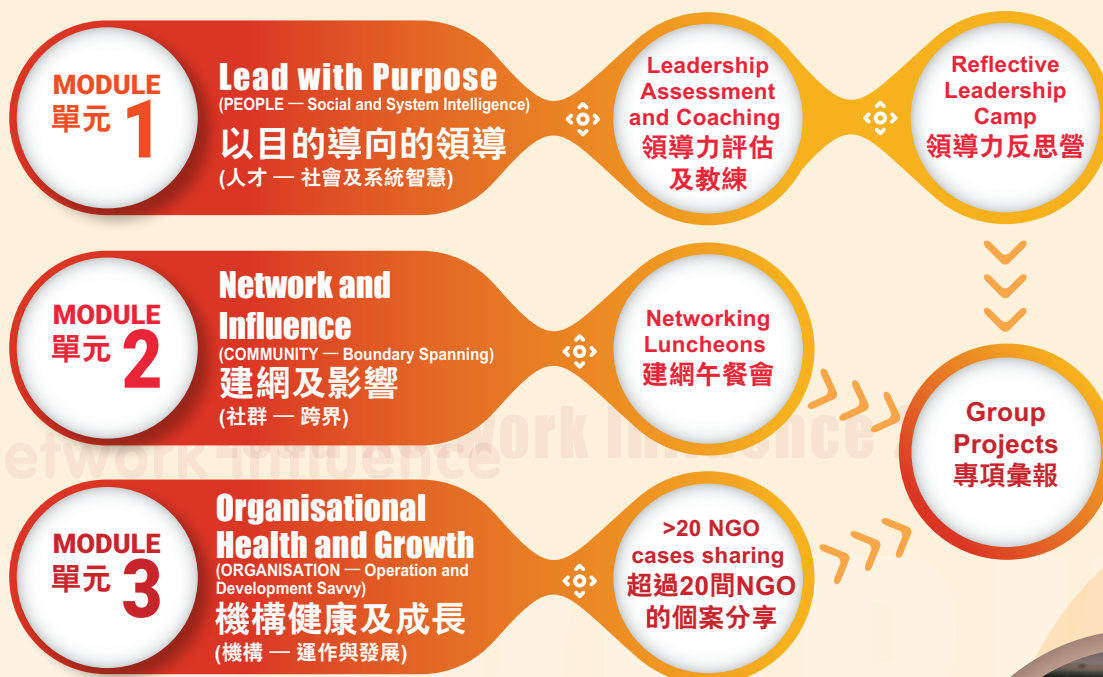 MODULE
單元 1
Lead with Purpose
(PEOPLE — Social and System Intelligence)
以目的導向的領導
(人才 — 社會及系統智慧)
Leadership
Assessment
and Coaching
領導力評估
及教練
Reflective
Leadership
Camp
領導力反思營
MODULE
單元 2
Network and
Influence
(COMMUNITY — Boundary Spanning)
建網及影響
(社群 — 跨界)
Networking
Luncheons
建網午餐會
Group
Projects
專項彙報
MODULE
單元 3
Organisational
Health and Growth
(ORGANISATION — Operation and
Development Savvy)
機構健康及成長
(機構 — 運作與發展)
>20 NGO
cases sharing
超過20間NGO
的個案分享